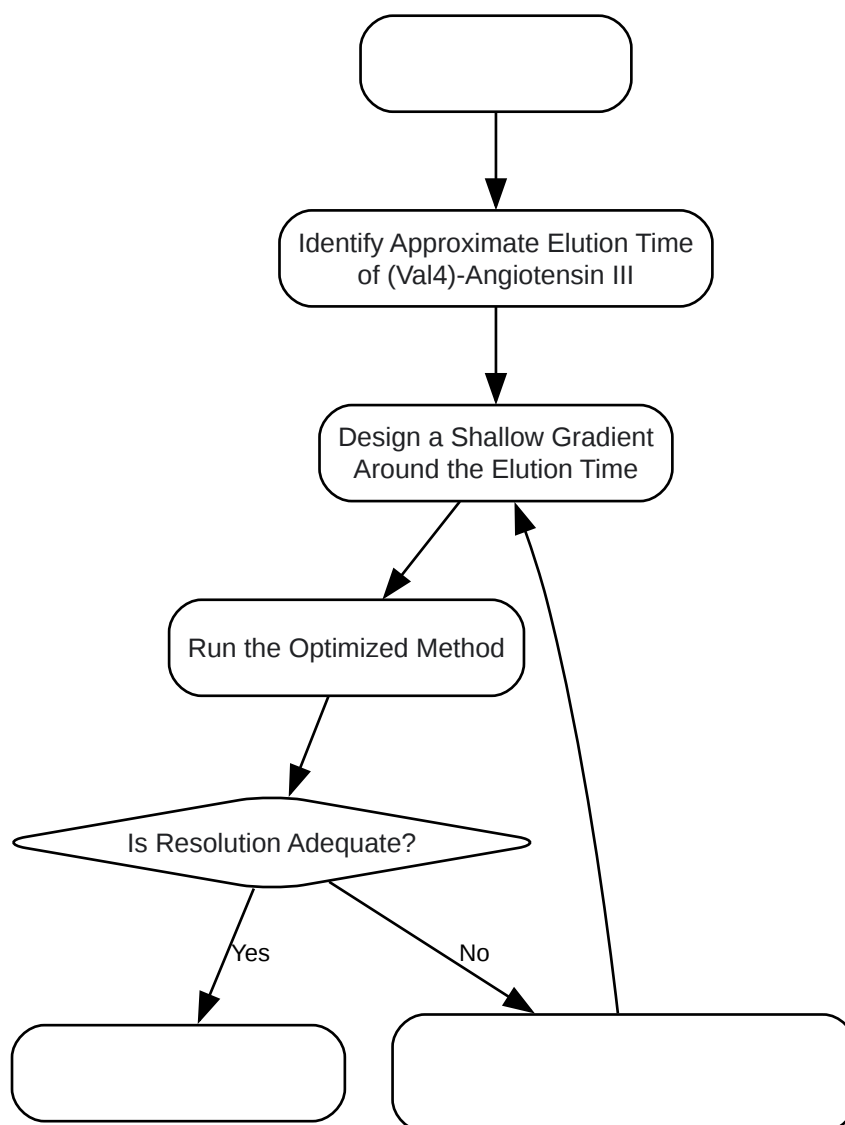 Identify Approximate Elution Time
of (Val4)-Angiotensin III
Design a Shallow Gradient
Around the Elution Time
Run the Optimized Method
Is Resolution Adequate?
Yes
No